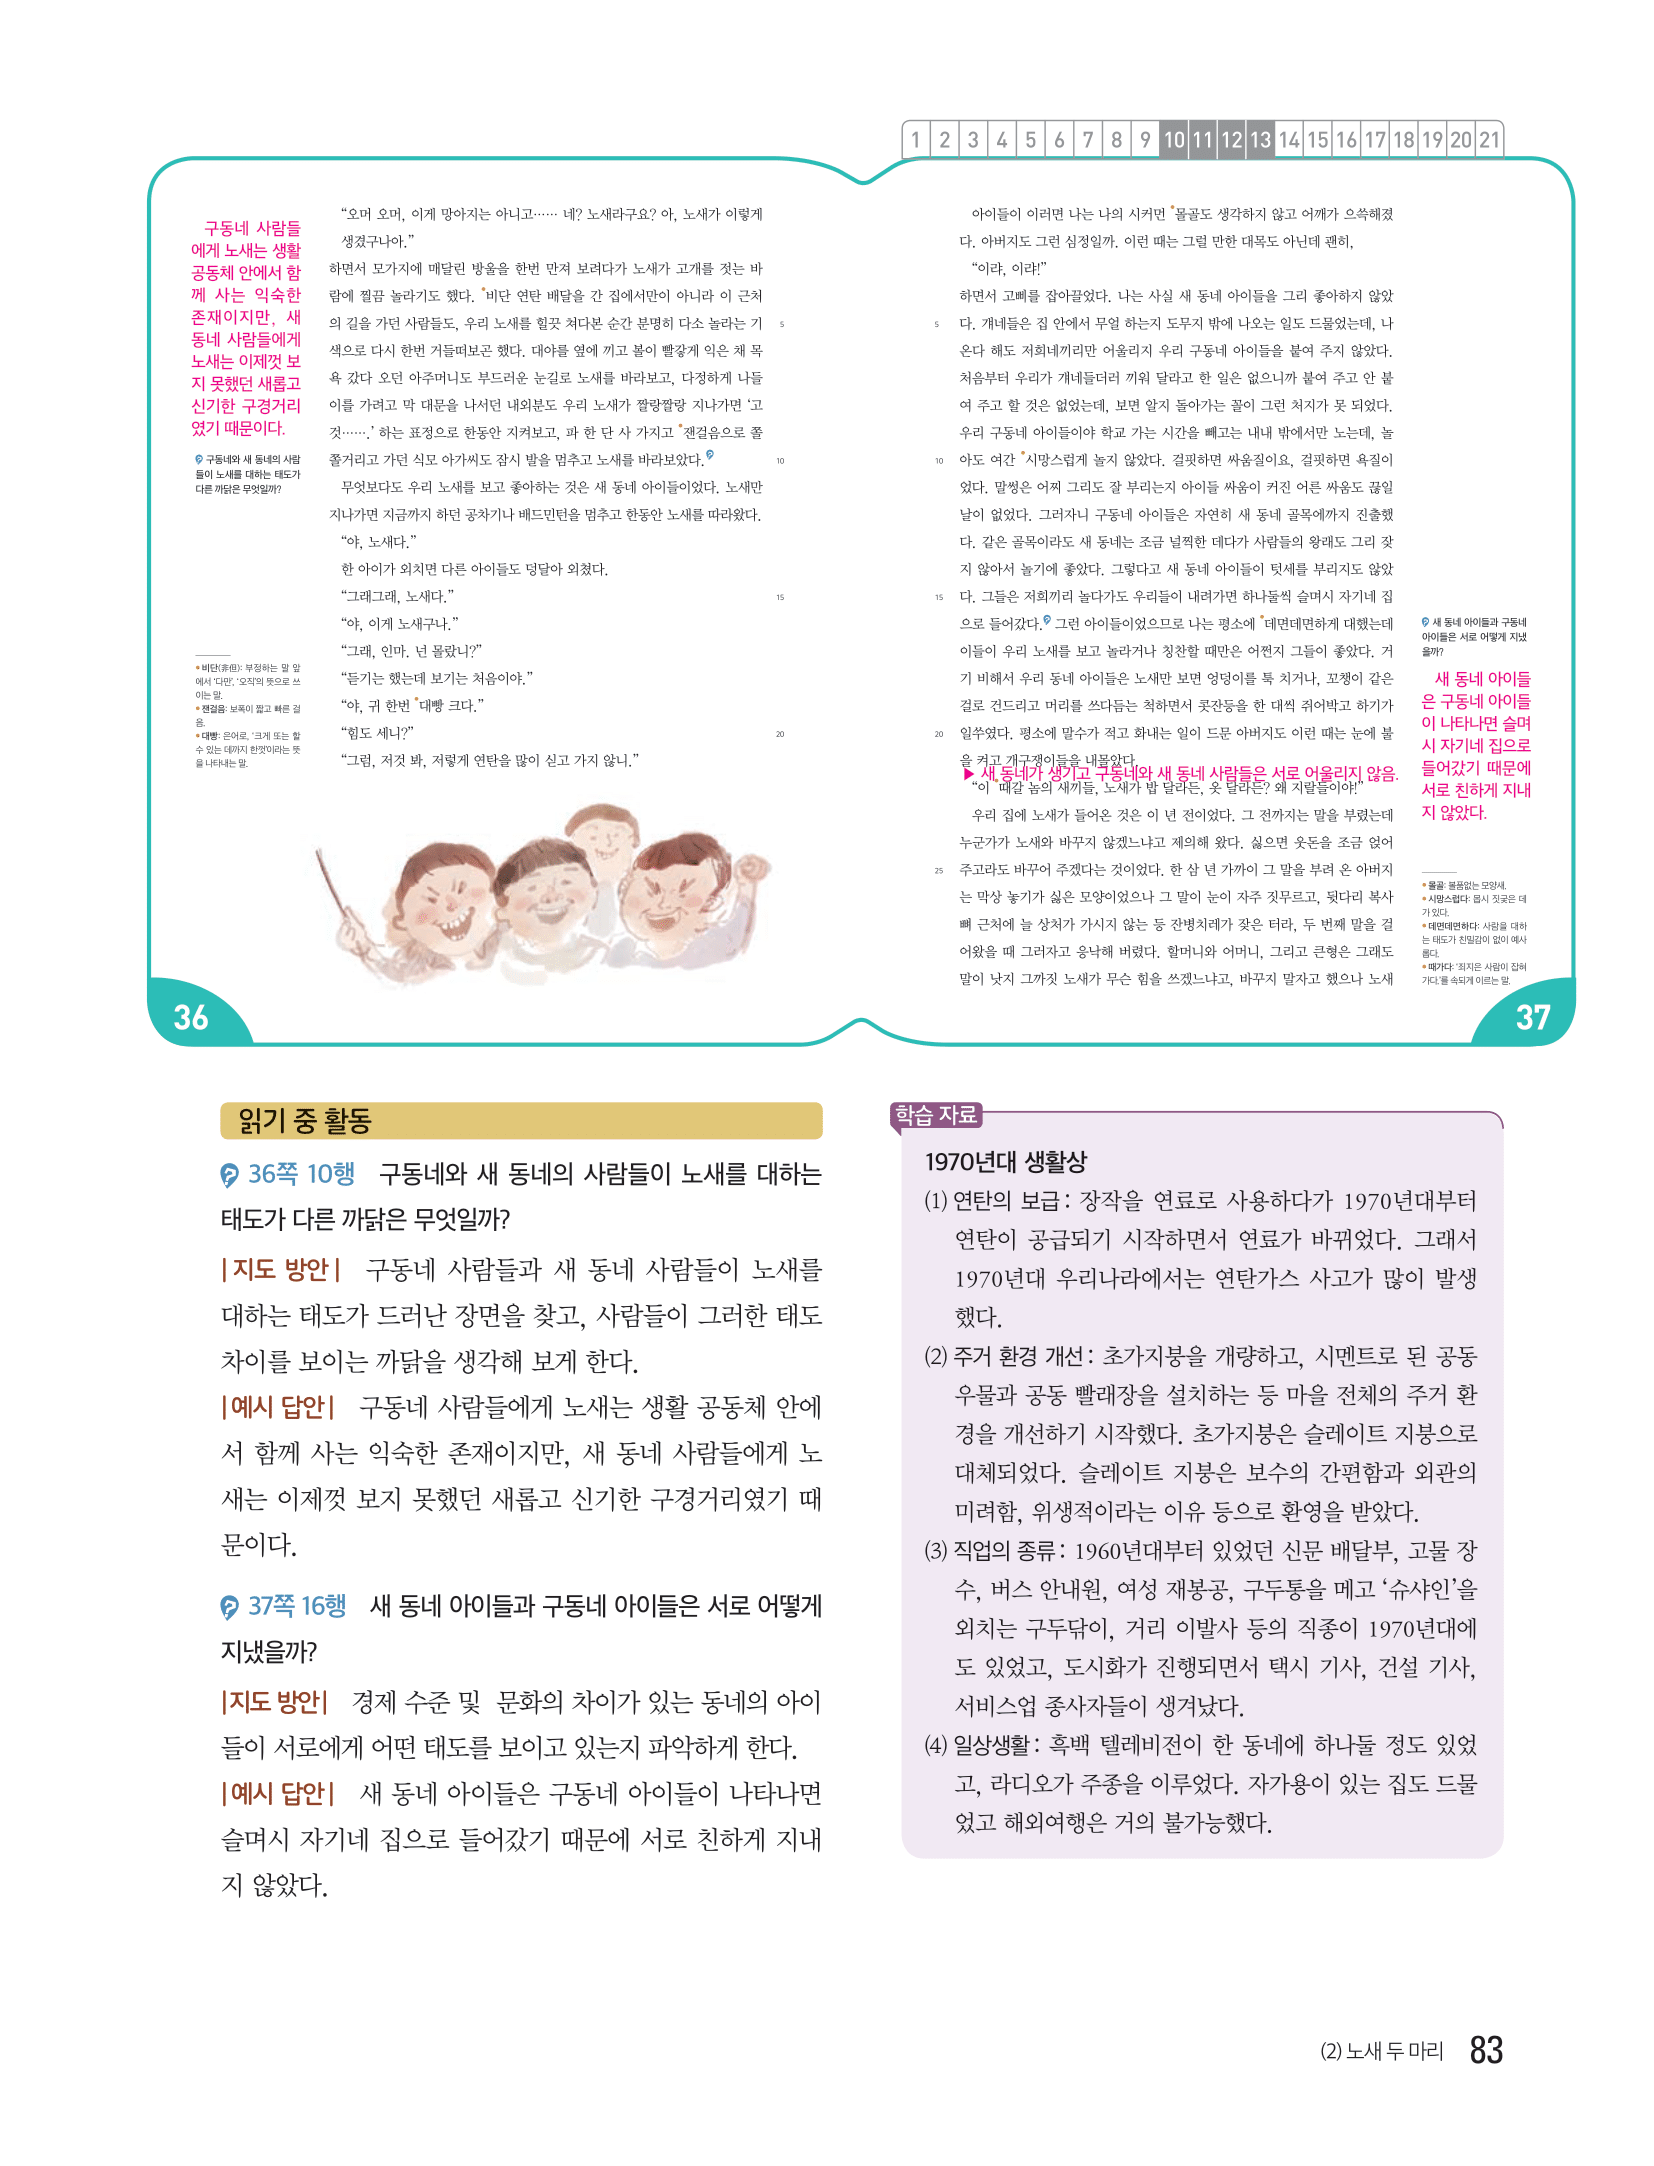 1 2 3 4 5 6 7 8 9 10 11 12 13 14 15 16 17 18 19 20 21
구동네 사람들
에게 노새는 생활
공동체 안에서 함
께 사는 익숙한
존재이지만, 새
동네 사람들에게
노새는 이제껏 보
지 못했던 새롭고
신기한 구경거리
였기 때문이다.
구동네와 새 동네의 사람
들이 노새를 대하는 태도가
다른 까닭은 무엇일까?
• 비단(非但): 부정하는 말 앞
에서 ‘다만’, ‘오직’의 뜻으로 쓰
이는 말.
• 잰걸음: 보폭이 짧고 빠른 걸
음.
• 대빵: 은어로, ‘크게 또는 할
수 있는 데까지 한껏’이라는 뜻
을 나타내는 말.
“오머 오머, 이게 망아지는 아니고…… 네? 노새라구요? 아, 노새가 이렇게
생겼구나아.”
하면서 모가지에 매달린 방울을 한번 만져 보려다가 노새가 고개를 젓는 바
람에 찔끔 놀라기도 했다. 비단 연탄 배달을 간 집에서만이 아니라 이 근처
의 길을 가던 사람들도, 우리 노새를 힐끗 쳐다본 순간 분명히 다소 놀라는 기
5
색으로 다시 한번 거들떠보곤 했다. 대야를 옆에 끼고 볼이 빨갛게 익은 채 목
욕 갔다 오던 아주머니도 부드러운 눈길로 노새를 바라보고, 다정하게 나들
이를 가려고 막 대문을 나서던 내외분도 우리 노새가 짤랑짤랑 지나가면 ‘고
것…….’ 하는 표정으로 한동안 지켜보고, 파 한 단 사 가지고 잰걸음으로 쫄
쫄거리고 가던 식모 아가씨도 잠시 발을 멈추고 노새를 바라보았다.
10
무엇보다도 우리 노새를 보고 좋아하는 것은 새 동네 아이들이었다. 노새만
지나가면 지금까지 하던 공차기나 배드민턴을 멈추고 한동안 노새를 따라왔다.
“야, 노새다.”
한 아이가 외치면 다른 아이들도 덩달아 외쳤다.
“그래그래, 노새다.”
15
“야, 이게 노새구나.”
“그래, 인마. 넌 몰랐니?”
“듣기는 했는데 보기는 처음이야.”
“야, 귀 한번 대빵 크다.”
“힘도 세니?”
20
“그럼, 저것 봐, 저렇게 연탄을 많이 싣고 가지 않니.”
36
아이들이 이러면 나는 나의 시커먼 몰골도 생각하지 않고 어깨가 으쓱해졌
다. 아버지도 그런 심정일까. 이런 때는 그럴 만한 대목도 아닌데 괜히,
“이랴, 이랴!”
하면서 고삐를 잡아끌었다. 나는 사실 새 동네 아이들을 그리 좋아하지 않았
5
다. 걔네들은 집 안에서 무얼 하는지 도무지 밖에 나오는 일도 드물었는데, 나
온다 해도 저희네끼리만 어울리지 우리 구동네 아이들을 붙여 주지 않았다.
처음부터 우리가 걔네들더러 끼워 달라고 한 일은 없으니까 붙여 주고 안 붙
여 주고 할 것은 없었는데, 보면 알지 돌아가는 꼴이 그런 처지가 못 되었다.
우리 구동네 아이들이야 학교 가는 시간을 빼고는 내내 밖에서만 노는데, 놀
10
아도 여간 시망스럽게 놀지 않았다. 걸핏하면 싸움질이요, 걸핏하면 욕질이
었다. 말썽은 어찌 그리도 잘 부리는지 아이들 싸움이 커진 어른 싸움도 끊일
날이 없었다. 그러자니 구동네 아이들은 자연히 새 동네 골목에까지 진출했
다. 같은 골목이라도 새 동네는 조금 널찍한 데다가 사람들의 왕래도 그리 잦
지 않아서 놀기에 좋았다. 그렇다고 새 동네 아이들이 텃세를 부리지도 않았
15
다. 그들은 저희끼리 놀다가도 우리들이 내려가면 하나둘씩 슬며시 자기네 집
으로 들어갔다. 그런 아이들이었으므로 나는 평소에 데면데면하게 대했는데
이들이 우리 노새를 보고 놀라거나 칭찬할 때만은 어쩐지 그들이 좋았다. 거
기 비해서 우리 동네 아이들은 노새만 보면 엉덩이를 툭 치거나, 꼬챙이 같은
걸로 건드리고 머리를 쓰다듬는 척하면서 콧잔등을 한 대씩 쥐어박고 하기가
20
일쑤였다. 평소에 말수가 적고 화내는 일이 드문 아버지도 이런 때는 눈에 불
을 켜고 개구쟁이들을 내몰았다.
▶ 새 동네가 생기고 구동네와 새 동네 사람들은 서로 어울리지 않음.
“이 때갈 놈의 새끼들, 노새가 밥 달라든, 옷 달라든? 왜 지랄들이야!”
우리 집에 노새가 들어온 것은 이 년 전이었다. 그 전까지는 말을 부렸는데
누군가가 노새와 바꾸지 않겠느냐고 제의해 왔다. 싫으면 웃돈을 조금 얹어
25
주고라도 바꾸어 주겠다는 것이었다. 한 삼 년 가까이 그 말을 부려 온 아버지
는 막상 놓기가 싫은 모양이었으나 그 말이 눈이 자주 짓무르고, 뒷다리 복사
뼈 근처에 늘 상처가 가시지 않는 등 잔병치레가 잦은 터라, 두 번째 말을 걸
어왔을 때 그러자고 응낙해 버렸다. 할머니와 어머니, 그리고 큰형은 그래도
말이 낫지 그까짓 노새가 무슨 힘을 쓰겠느냐고, 바꾸지 말자고 했으나 노새
새 동네 아이들과 구동네
아이들은 서로 어떻게 지냈
을까?
새 동네 아이들
은 구동네 아이들
이 나타나면 슬며
시 자기네 집으로
들어갔기 때문에
서로 친하게 지내
지 않았다.
• 몰골: 볼품없는 모양새.
• 시망스럽다: 몹시 짓궂은 데
가 있다.
• 데면데면하다: 사람을 대하
는 태도가 친밀감이 없이 예사
롭다.
• 때가다: ‘죄지은 사람이 잡혀
가다.’를 속되게 이르는 말.
37
읽기 중 활동
36쪽 10행 구동네와 새 동네의 사람들이 노새를 대하는
태도가 다른 까닭은 무엇일까?
|지도 방안| 구동네 사람들과 새 동네 사람들이 노새를
대하는 태도가 드러난 장면을 찾고, 사람들이 그러한 태도
차이를 보이는 까닭을 생각해 보게 한다.
|예시 답안| 구동네 사람들에게 노새는 생활 공동체 안에
서 함께 사는 익숙한 존재이지만, 새 동네 사람들에게 노
새는 이제껏 보지 못했던 새롭고 신기한 구경거리였기 때
문이다.
37쪽 16행 새 동네 아이들과 구동네 아이들은 서로 어떻게
지냈을까?
|지도 방안| 경제 수준 및 문화의 차이가 있는 동네의 아이
들이 서로에게 어떤 태도를 보이고 있는지 파악하게 한다.
|예시 답안| 새 동네 아이들은 구동네 아이들이 나타나면
슬며시 자기네 집으로 들어갔기 때문에 서로 친하게 지내
지 않았다.
학습 자료
1970년대 생활상
(1) 연탄의 보급 : 장작을 연료로 사용하다가 1970년대부터
연탄이 공급되기 시작하면서 연료가 바뀌었다. 그래서
1970년대 우리나라에서는 연탄가스 사고가 많이 발생
했다.
(2) 주거 환경 개선 : 초가지붕을 개량하고, 시멘트로 된 공동
우물과 공동 빨래장을 설치하는 등 마을 전체의 주거 환
경을 개선하기 시작했다. 초가지붕은 슬레이트 지붕으로
대체되었다. 슬레이트 지붕은 보수의 간편함과 외관의
미려함, 위생적이라는 이유 등으로 환영을 받았다.
(3) 직업의 종류 : 1960년대부터 있었던 신문 배달부, 고물 장
수, 버스 안내원, 여성 재봉공, 구두통을 메고 ‘슈샤인’을
외치는 구두닦이, 거리 이발사 등의 직종이 1970년대에
도 있었고, 도시화가 진행되면서 택시 기사, 건설 기사,
서비스업 종사자들이 생겨났다.
(4) 일상생활 : 흑백 텔레비전이 한 동네에 하나둘 정도 있었
고, 라디오가 주종을 이루었다. 자가용이 있는 집도 드물
었고 해외여행은 거의 불가능했다.
(2) 노새 두 마리 83